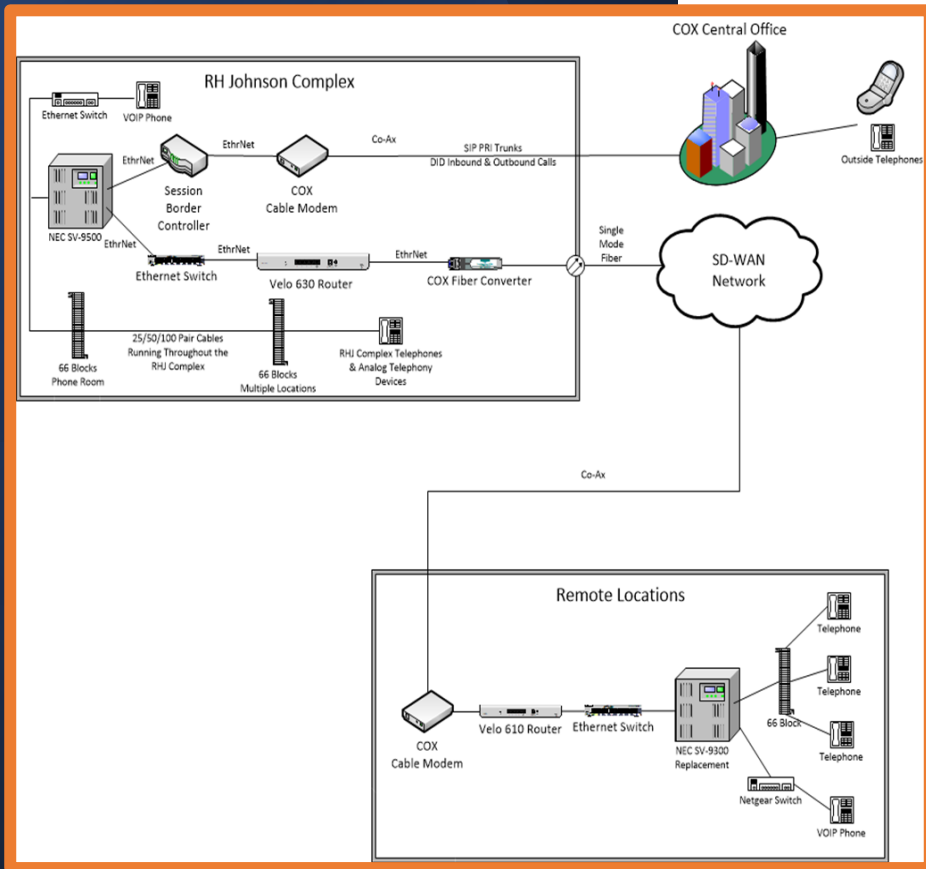 COX Central Office
RH Johnson Complex
Ethernet Switch
VOIP Phone
Outside Telephones
EthrNet
EthrNet
Co-Ax
SIP PRI Trunks
DID Inbound & Outbound Calls
Session
Border
Controller
COX
Cable Modem
NEC SV-9500
EthrNet
EthrNet
EthrNet
Single
Mode
Fiber
SD-WAN
Network
Ethernet Switch
Velo 630 Router
COX Fiber Converter
25/50/100 Pair Cables
Running Throughout the
RHJ Complex
66 Blocks
Phone Room
66 Blocks
Multiple Locations
RHJ Complex Telephones
& Analog Telephony
Devices
Co-Ax
Remote Locations
Telephone
Telephone
66 Block
Telephone
COX
Cable Modem
Velo 610 Router
Ethernet Switch
NEC SV-9300
Replacement
Netgear Switch
VOIP Phone